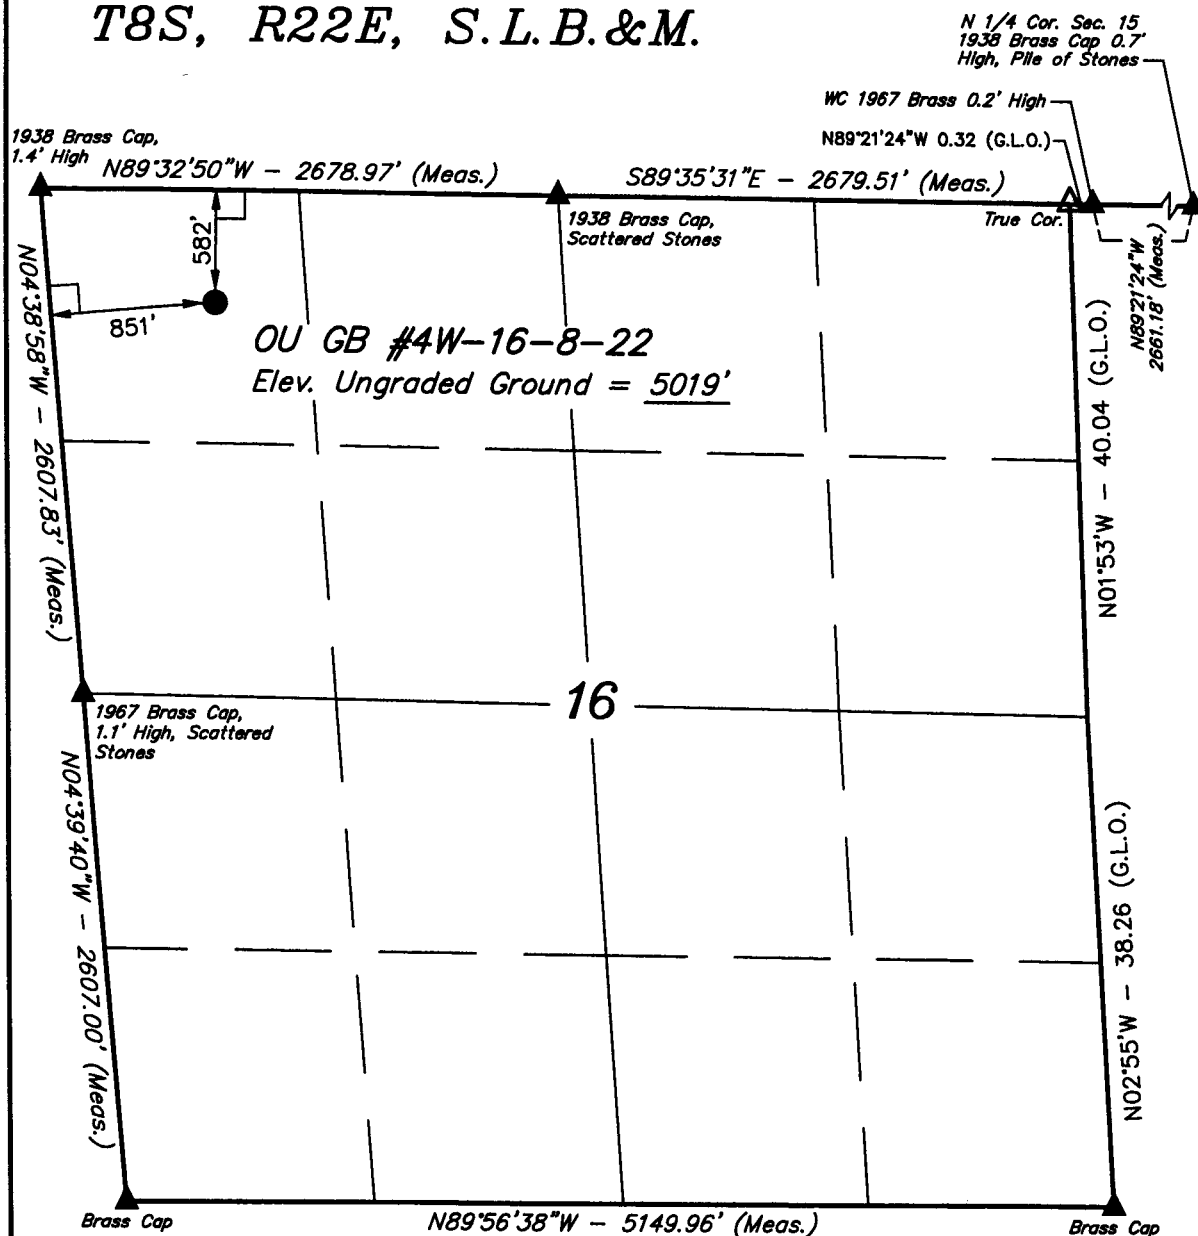 T8S, R22E, S.L.B.&M.
N 1/4 Cor. Sec. 15
1938 Brass Cap 0.7'
High, Pile of Stones
WC 1967 Brass 0.2' High
N89°21'24"W 0.32 (G.L.O.)
1938 Brass Cap,
1.4' High
N89°32'50"W - 2678.97' (Meas.)
S89°35'31"E - 2679.51' (Meas.)
1938 Brass Cap,
Scattered Stones
True Cor.
N89°21'24"W
2661.18' (Meas.)
582'
851'
OU GB #4W-16-8-22
Elev. Ungraded Ground = 5019'
N04°38'58"W - 2607.83' (Meas.)
N01°53'W - 40.04 (G.L.O.)
16
1967 Brass Cap,
1.1' High, Scattered
Stones
N04°39'40"W - 2607.00' (Meas.)
N02°55'W - 38.26 (G.L.O.)
Brass Cap
N89°56'38"W - 5149.96' (Meas.)
Brass Cap